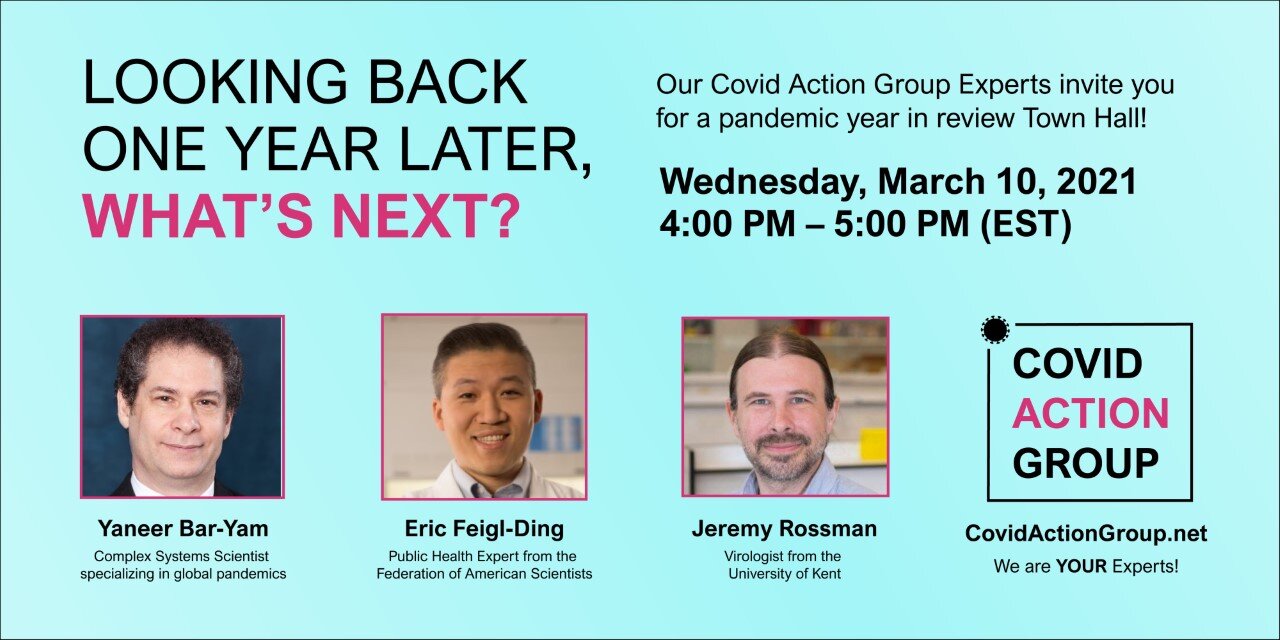 LOOKING BACK
ONE YEAR LATER,
WHAT'S NEXT?
Our Covid Action Group Experts invite you
for a pandemic year in review Town Hall!
Wednesday, March 10, 2021
4:00 PM – 5:00 PM (EST)
Yaneer Bar-Yam
Complex Systems Scientist
specializing in global pandemics
Eric Feigl-Ding
Public Health Expert from the
Federation of American Scientists
Jeremy Rossman
Virologist from the
University of Kent
COVID
ACTION
GROUP
CovidActionGroup.net
We are YOUR Experts!